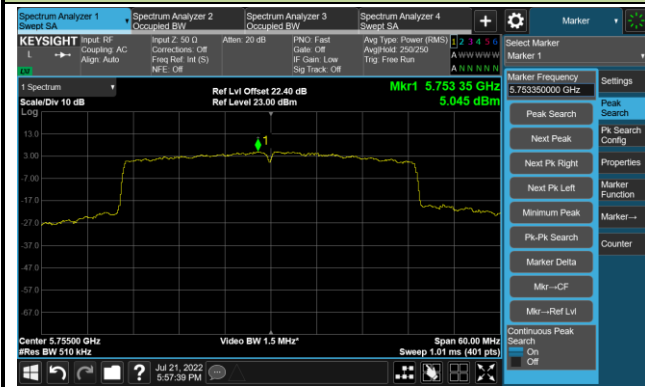 Spectrum Analyzer 1
Swept SA
Spectrum Analyzer 2
Occupied BW
Spectrum Analyzer 3
Occupied BW
Spectrum Analyzer 4
Swept SA
+
Marker
KEYSIGHT
L
LV
Input: RF
Coupling: AC
Align: Auto
Input Z: 50 Ω
Corrections: Off
Freq Ref: Int (S)
NFE: Off
Atten: 20 dB
PNO: Fast
Gate: Off
IF Gain: Low
Sig Track: Off
Avg Type: Power (RMS)
Avg|Hold: 250/250
Trig: Free Run
1 2 3 4 5 6
A W W W W W
A N N N N N
Select Marker
Marker 1
1 Spectrum
Scale/Div 10 dB
Log
Ref Lvl Offset 22.40 dB
Ref Level 23.00 dBm
Mkr1 5.753 35 GHz
5.045 dBm
1
13.0
3.00
-7.00
-17.0
-27.0
-37.0
-47.0
-57.0
-67.0
Center 5.75500 GHz
#Res BW 510 kHz
Video BW 1.5 MHz*
Span 60.00 MHz
Sweep 1.01 ms (401 pts)
Marker Frequency
5.753350000 GHz
Peak Search
Next Peak
Next Pk Right
Next Pk Left
Minimum Peak
Pk-Pk Search
Marker Delta
Mkr→CF
Mkr→Ref Lvl
Continuous Peak
Search
On
Off
Settings
Peak
Search
Pk Search
Config
Properties
Marker
Function
Marker→
Counter
?
Jul 21, 2022
5:57:39 PM